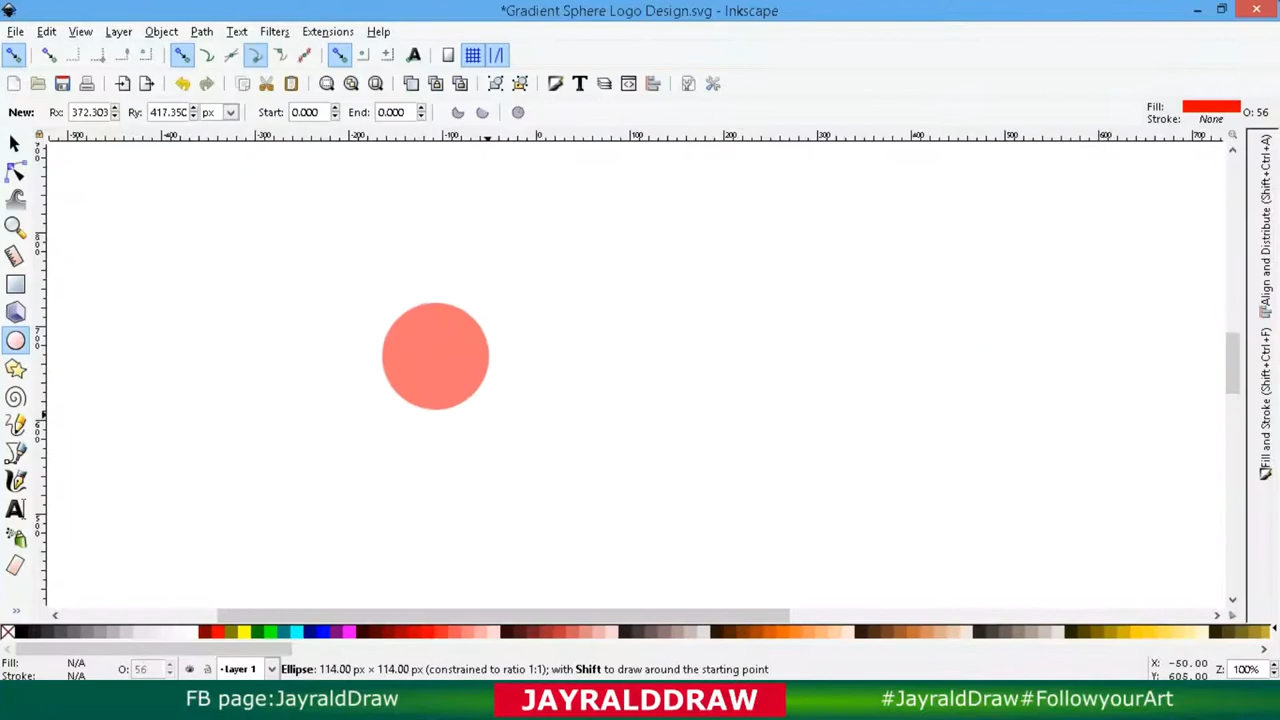 *Gradient Sphere Logo Design.svg - Inkscape
File Edit View Layer Object Path Text Filters Extensions Help
New: Rx: 372.303 Ry: 417.350 px Start: 0.000 End: 0.000 Fill: O: 56
Stroke: None
Align and Distribute (Shift+Ctrl+A)
Fill and Stroke (Shift+Ctrl+F)
Fill: N/A O: 56 Layer 1 Ellipse: 114.00 px × 114.00 px (constrained to ratio 1:1); with Shift to draw around the starting point X: -50.00 Z: 100%
Stroke: N/A Y: 605.00
FB page:JayraldDraw JAYRALDDRAW #JayraldDraw#FollowyourArt